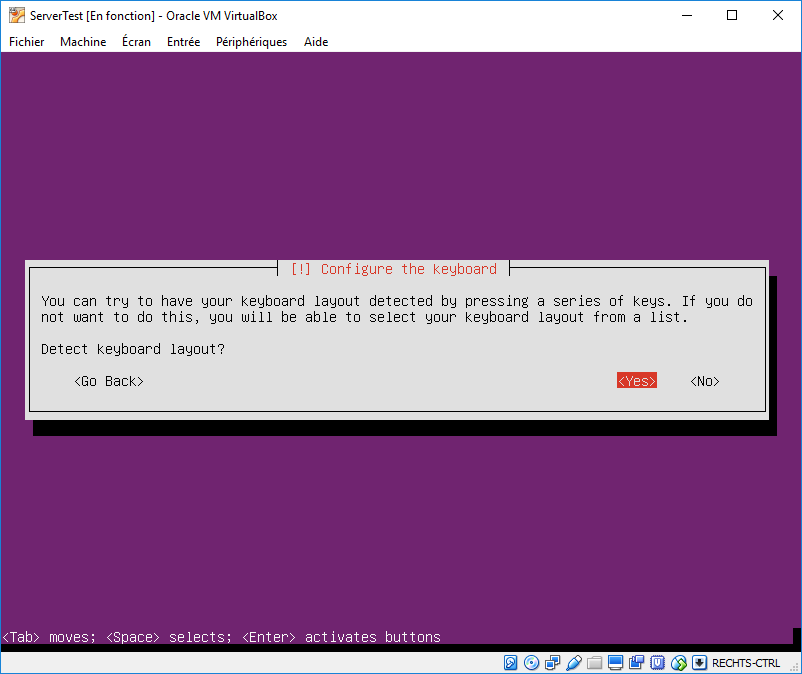 ServerTest [En fonction] - Oracle VM VirtualBox
Fichier Machine Écran Entrée Périphériques Aide
[!] Configure the keyboard
You can try to have your keyboard layout detected by pressing a series of keys. If you do
not want to do this, you will be able to select your keyboard layout from a list.
Detect keyboard layout?
<Go Back> <Yes> <No>
<Tab> moves; <Space> selects; <Enter> activates buttons
RECHTS-CTRL